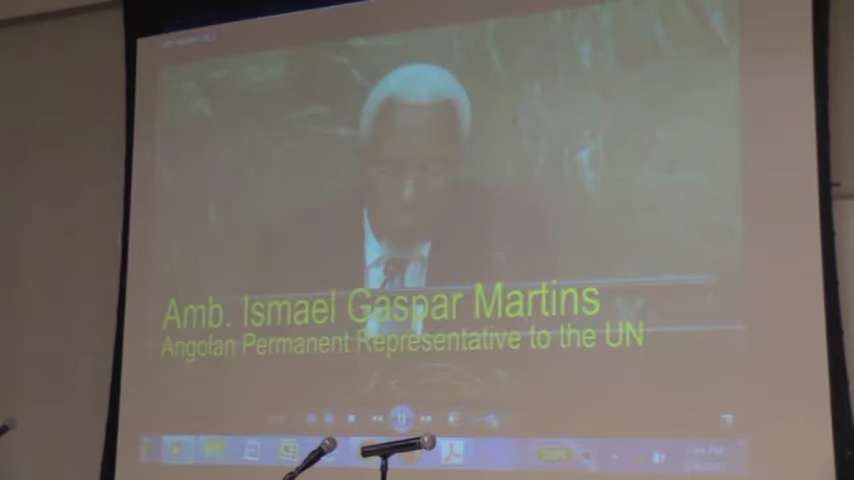 Amb. Ismael Gaspar Martins
Angolan Permanent Representative to the UN